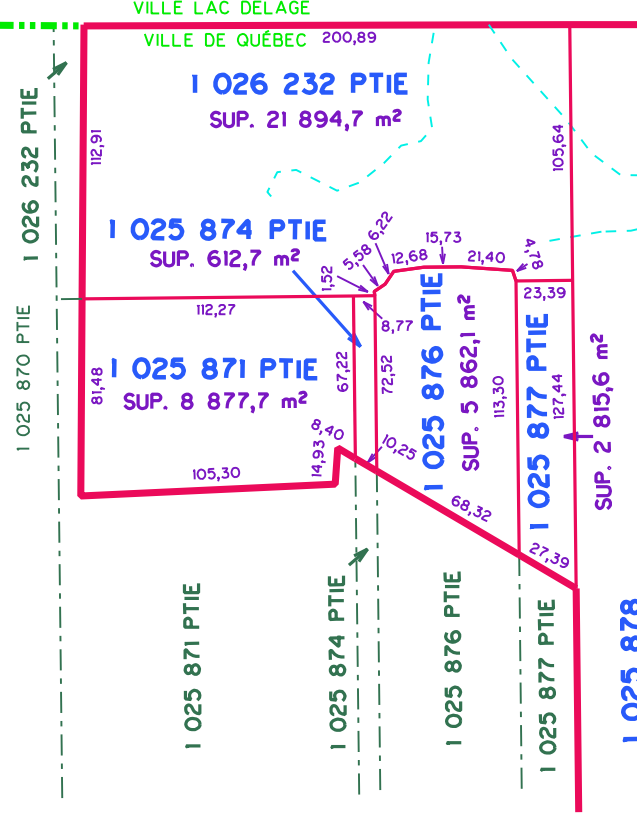 VILLE LAC DELAGE
VILLE DE QUÉBEC
200,89
1 026 232 PTIE
SUP. 21 894,7 m²
1 026 232 PTIE
112,91
105,64
1 025 874 PTIE
SUP. 612,7 m²
1,52
5,58
6,22
12,68
15,73
21,40
4,78
23,39
112,27
8,77
1 025 870 PTIE
81,48
1 025 871 PTIE
SUP. 8 877,7 m²
67,22
72,52
1 025 876 PTIE
SUP. 5 862,1 m²
113,30
1 025 877 PTIE
127,44
SUP. 2 815,6 m²
105,30
14,93
8,40
10,25
68,32
27,39
1 025 871 PTIE
1 025 874 PTIE
1 025 876 PTIE
1 025 877 PTIE
1 025 878